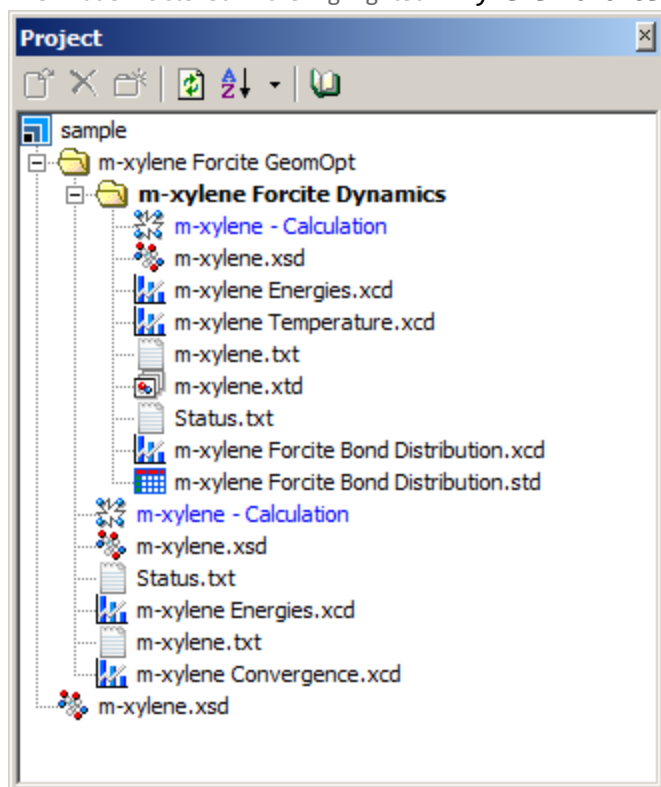 Project
sample
m-xylene Forcite GeomOpt
m-xylene Forcite Dynamics
m-xylene - Calculation
m-xylene.xsd
m-xylene Energies.xcd
m-xylene Temperature.xcd
m-xylene.txt
m-xylene.xtd
Status.txt
m-xylene Forcite Bond Distribution.xcd
m-xylene Forcite Bond Distribution.std
m-xylene - Calculation
m-xylene.xsd
Status.txt
m-xylene Energies.xcd
m-xylene.txt
m-xylene Convergence.xcd
m-xylene.xsd